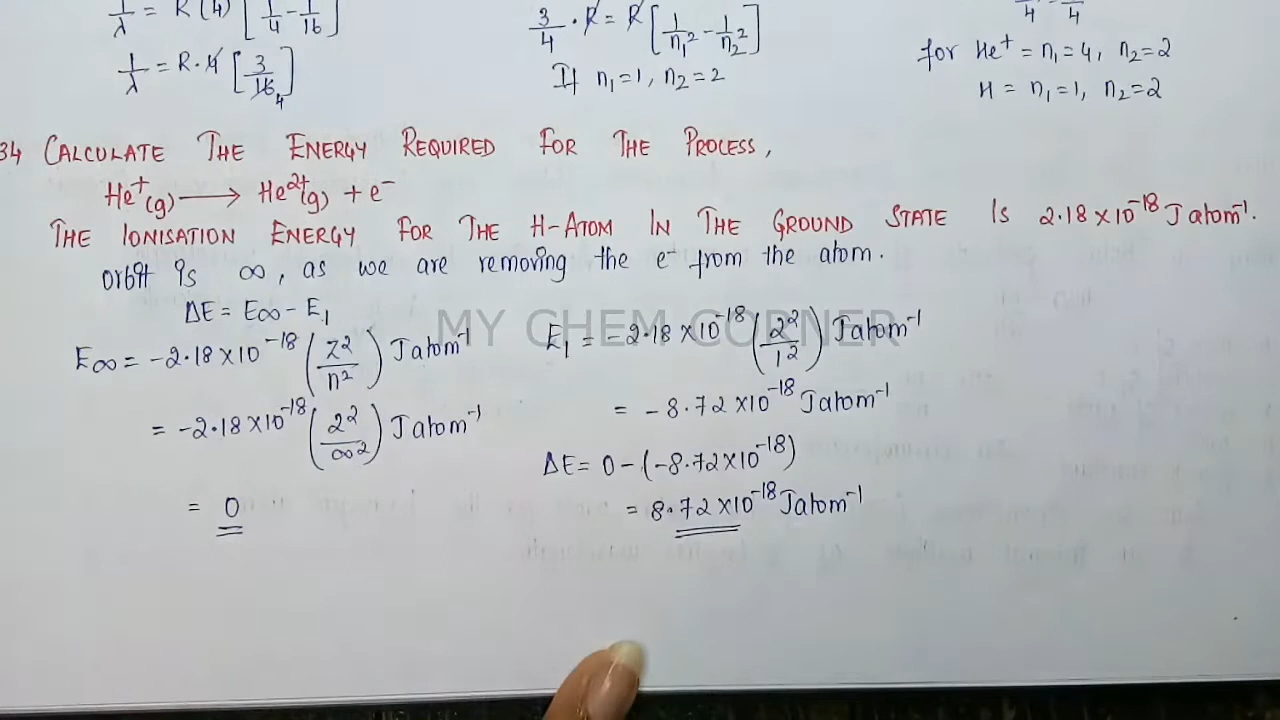 1/λ = R(4) [1/4 - 1/16]
1/λ = R·4 [3/16 4]
3/4 · R = R [1/n₁² - 1/n₂²]
If n₁=1, n₂=2
4 4
for He⁺ = n₁=4, n₂=2
H = n₁=1, n₂=2
34 CALCULATE THE ENERGY REQUIRED FOR THE PROCESS,
He⁺(g) ⟶ He²⁺(g) + e⁻
THE IONISATION ENERGY FOR THE H-ATOM IN THE GROUND STATE IS 2.18 ×10⁻¹⁸ J atom⁻¹.
orbit is ∞, as we are removing the e⁻ from the atom.
ΔE = E∞ - E₁
MY CHEM CORNER
E∞ = -2.18 ×10⁻¹⁸ (Z²/n²) J atom⁻¹
= -2.18 ×10⁻¹⁸ (2²/∞²) J atom⁻¹
= 0
E₁ = -2.18 ×10⁻¹⁸ (2²/1²) J atom⁻¹
= -8.72 ×10⁻¹⁸ J atom⁻¹
ΔE = 0 - (-8.72 ×10⁻¹⁸)
= 8.72 ×10⁻¹⁸ J atom⁻¹